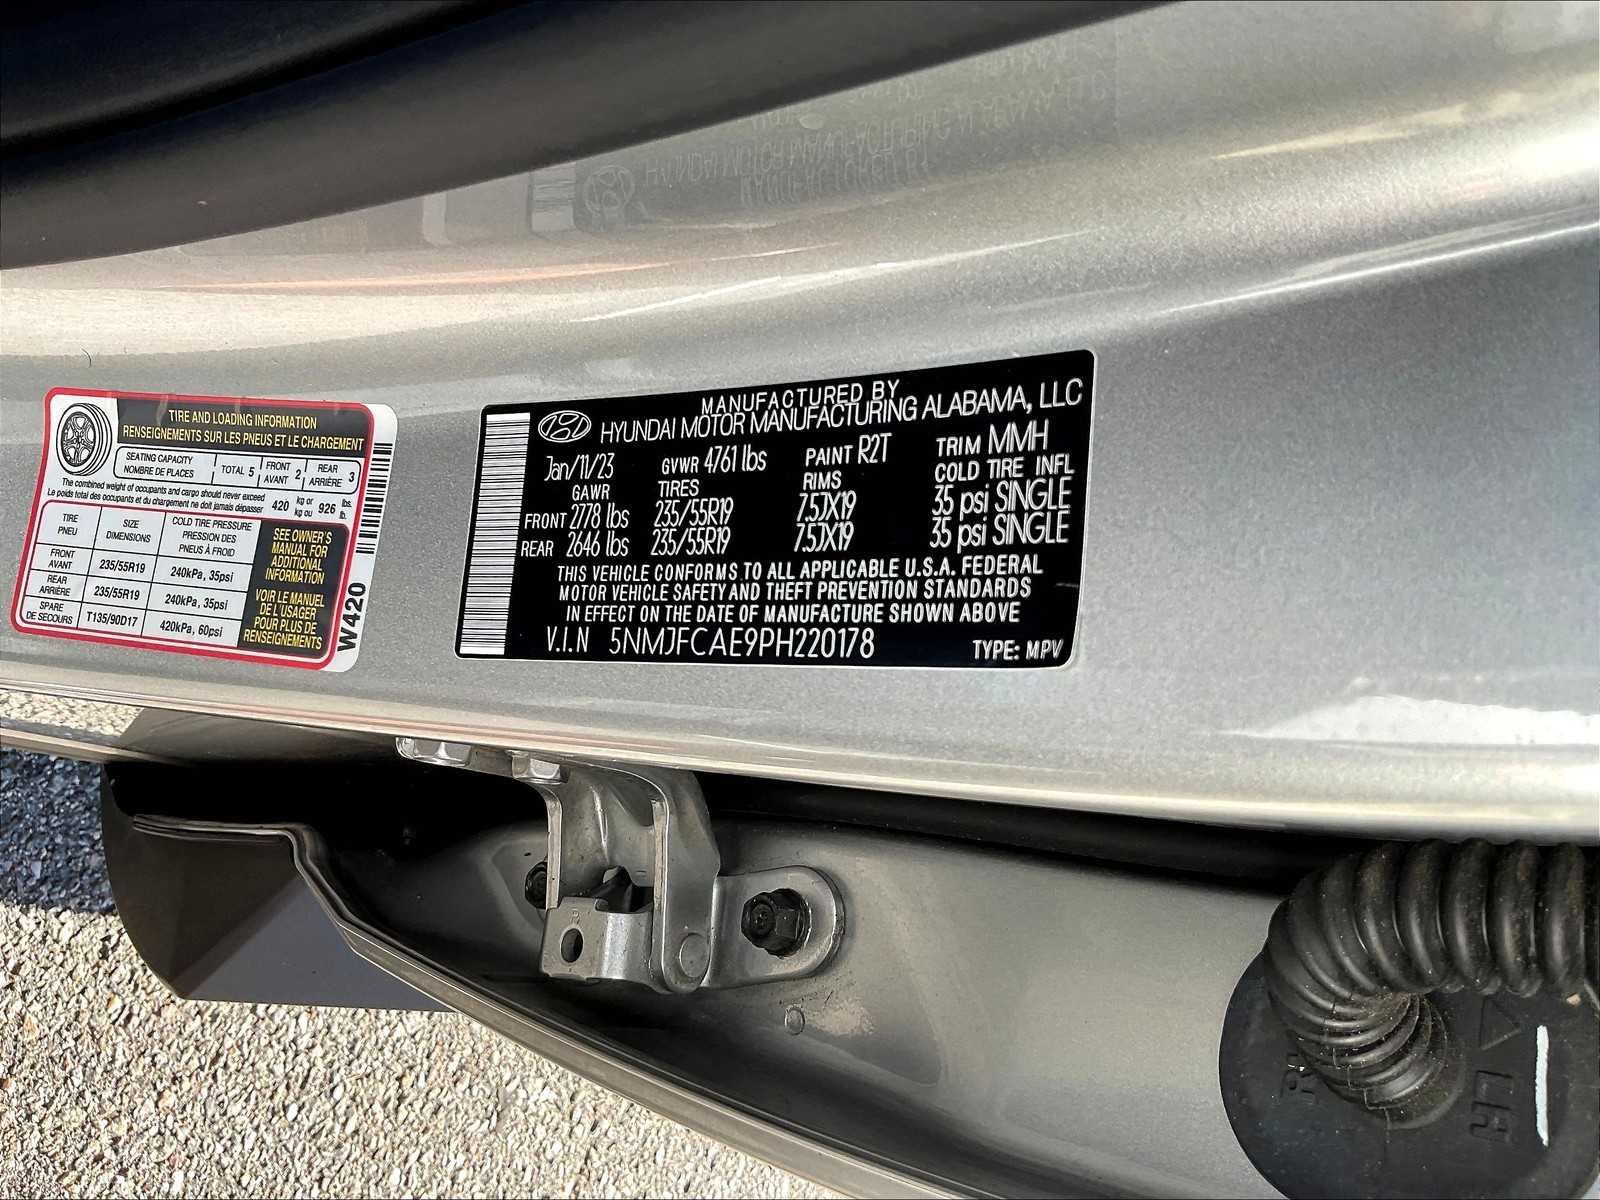 TIRE AND LOADING INFORMATION
RENSEIGNEMENTS SUR LES PNEUS ET LE CHARGEMENT
SEATING CAPACITY
NOMBRE DE PLACES
TOTAL 5
FRONT
AVANT
2
REAR
ARRIÈRE
3
The combined weight of occupants and cargo should never exceed
Le poids total des occupants et du chargement ne doit jamais dépasser
420
kg or
kg ou
926
lbs.
lb.
TIRE
PNEU
SIZE
DIMENSIONS
COLD TIRE PRESSURE
PRESSION DES
PNEUS À FROID
FRONT
AVANT
235/55R19
240kPa, 35psi
REAR
ARRIÈRE
235/55R19
240kPa, 35psi
SPARE
DE SECOURS
T135/90D17
420kPa, 60psi
SEE OWNER'S
MANUAL FOR
ADDITIONAL
INFORMATION
VOIR LE MANUEL
DE L'USAGER
POUR PLUS DE
RENSEIGNEMENTS
W420
MANUFACTURED BY
HYUNDAI MOTOR MANUFACTURING ALABAMA, LLC
Jan/11/23 GVWR 4761 lbs PAINT R2T TRIM MMH
GAWR TIRES RIMS COLD TIRE INFL
FRONT 2778 lbs 235/55R19 7.5JX19 35 psi SINGLE
REAR 2646 lbs 235/55R19 7.5JX19 35 psi SINGLE
THIS VEHICLE CONFORMS TO ALL APPLICABLE U.S.A. FEDERAL
MOTOR VEHICLE SAFETY AND THEFT PREVENTION STANDARDS
IN EFFECT ON THE DATE OF MANUFACTURE SHOWN ABOVE
V.I.N 5NMJFCAE9PH220178 TYPE: MPV
LH